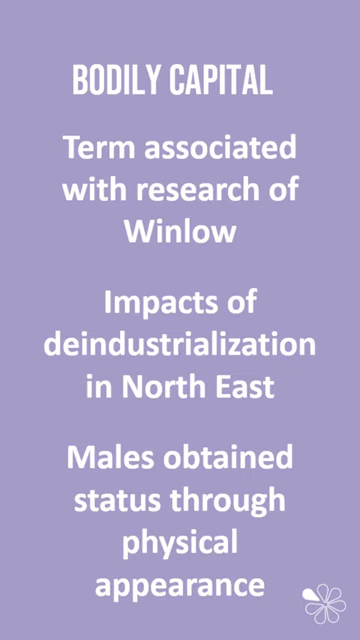 BODILY CAPITAL
Term associated
with research of
Winlow
Impacts of
deindustrialization
in North East
Males obtained
status through
physical
appearance